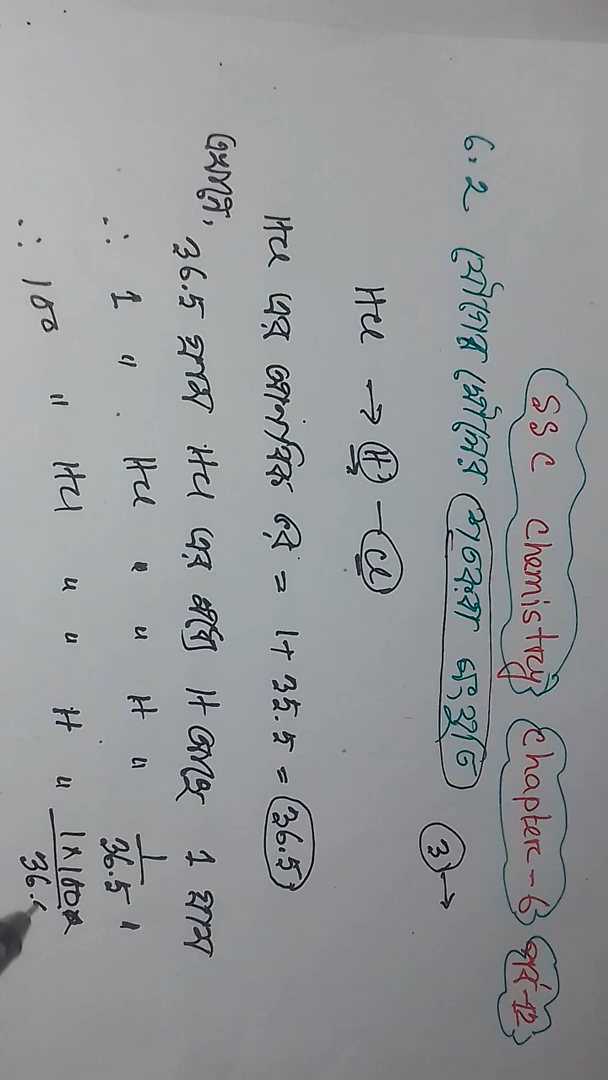 SSC Chemistry Chapter-6 পর্ব-12
6.2 যৌগের মৌলের শতকরা সংযুতি
3 →
HCl → H - Cl
HCl এর আণবিক ভর = 1+35.5 = 36.5
36.5 গ্রাম HCl এর মধ্যে H আছে 1 গ্রাম
∴ 1 " HCl " " H " 1/36.5 "
∴ 100 " HCl " " H " 1×100/36.